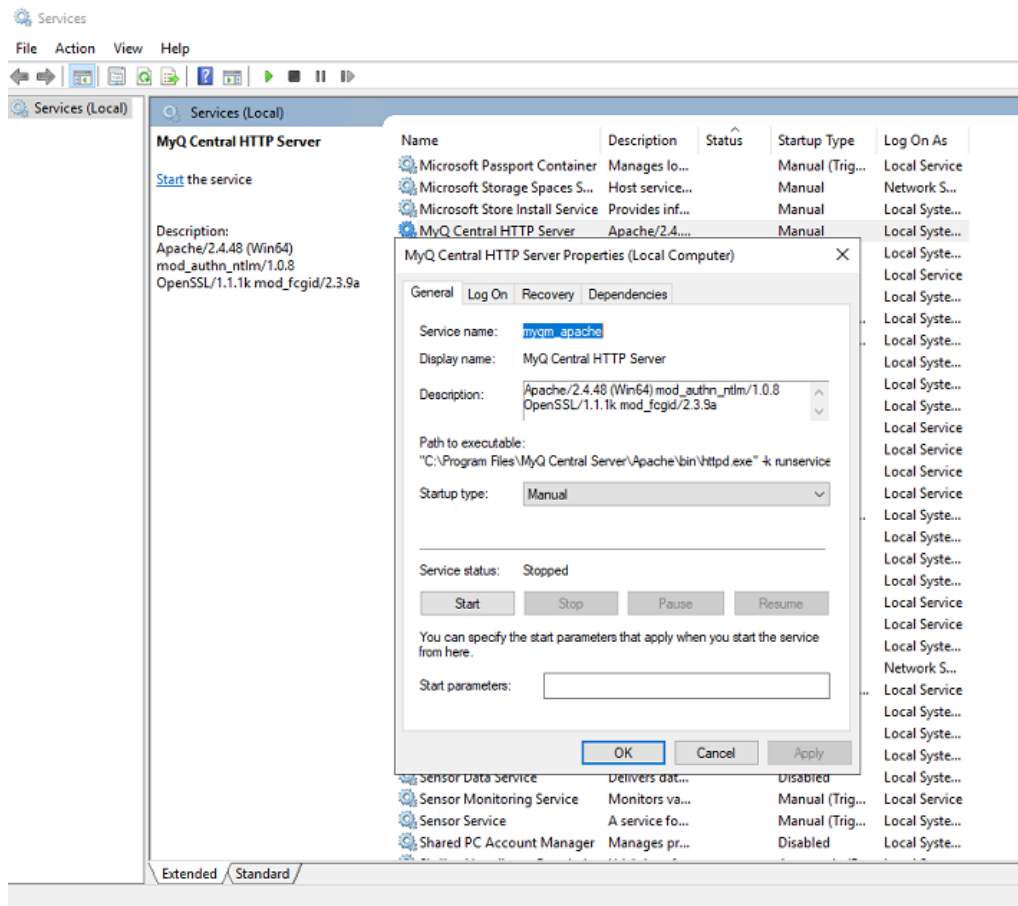 Services
File Action View Help
Services (Local)
Services (Local)
MyQ Central HTTP Server
Start the service
Description:
Apache/2.4.48 (Win64)
mod_authn_ntlm/1.0.8
OpenSSL/1.1.1k mod_fcgid/2.3.9a
Name Description Status Startup Type Log On As
Microsoft Passport Container Manages lo... Manual (Trig... Local Service
Microsoft Storage Spaces S... Host service... Manual Network S...
Microsoft Store Install Service Provides inf... Manual Local Syste...
MyQ Central HTTP Server Apache/2.4.... Manual Local Syste...
Local Syste...
Local Service
Local Syste...
Local Syste...
Local Syste...
Local Syste...
Local Syste...
Local Syste...
Local Service
Local Service
Local Service
Local Service
Local Syste...
Local Syste...
Local Syste...
Local Syste...
Local Service
Local Service
Local Syste...
Network S...
Local Service
Local Syste...
Local Syste...
Local Syste...
MyQ Central HTTP Server Properties (Local Computer)
General Log On Recovery Dependencies
Service name: myqm_apache
Display name: MyQ Central HTTP Server
Description: Apache/2.4.48 (Win64) mod_authn_ntlm/1.0.8
OpenSSL/1.1.1k mod_fcgid/2.3.9a
Path to executable:
"C:\Program Files\MyQ Central Server\Apache\bin\httpd.exe" -k runservice
Startup type: Manual
Service status: Stopped
Start Stop Pause Resume
You can specify the start parameters that apply when you start the service
from here.
Start parameters:
OK Cancel Apply
Sensor Data Service Delivers dat... Disabled Local Syste...
Sensor Monitoring Service Monitors va... Manual (Trig... Local Service
Sensor Service A service fo... Manual (Trig... Local Syste...
Shared PC Account Manager Manages pr... Disabled Local Syste...
Extended Standard